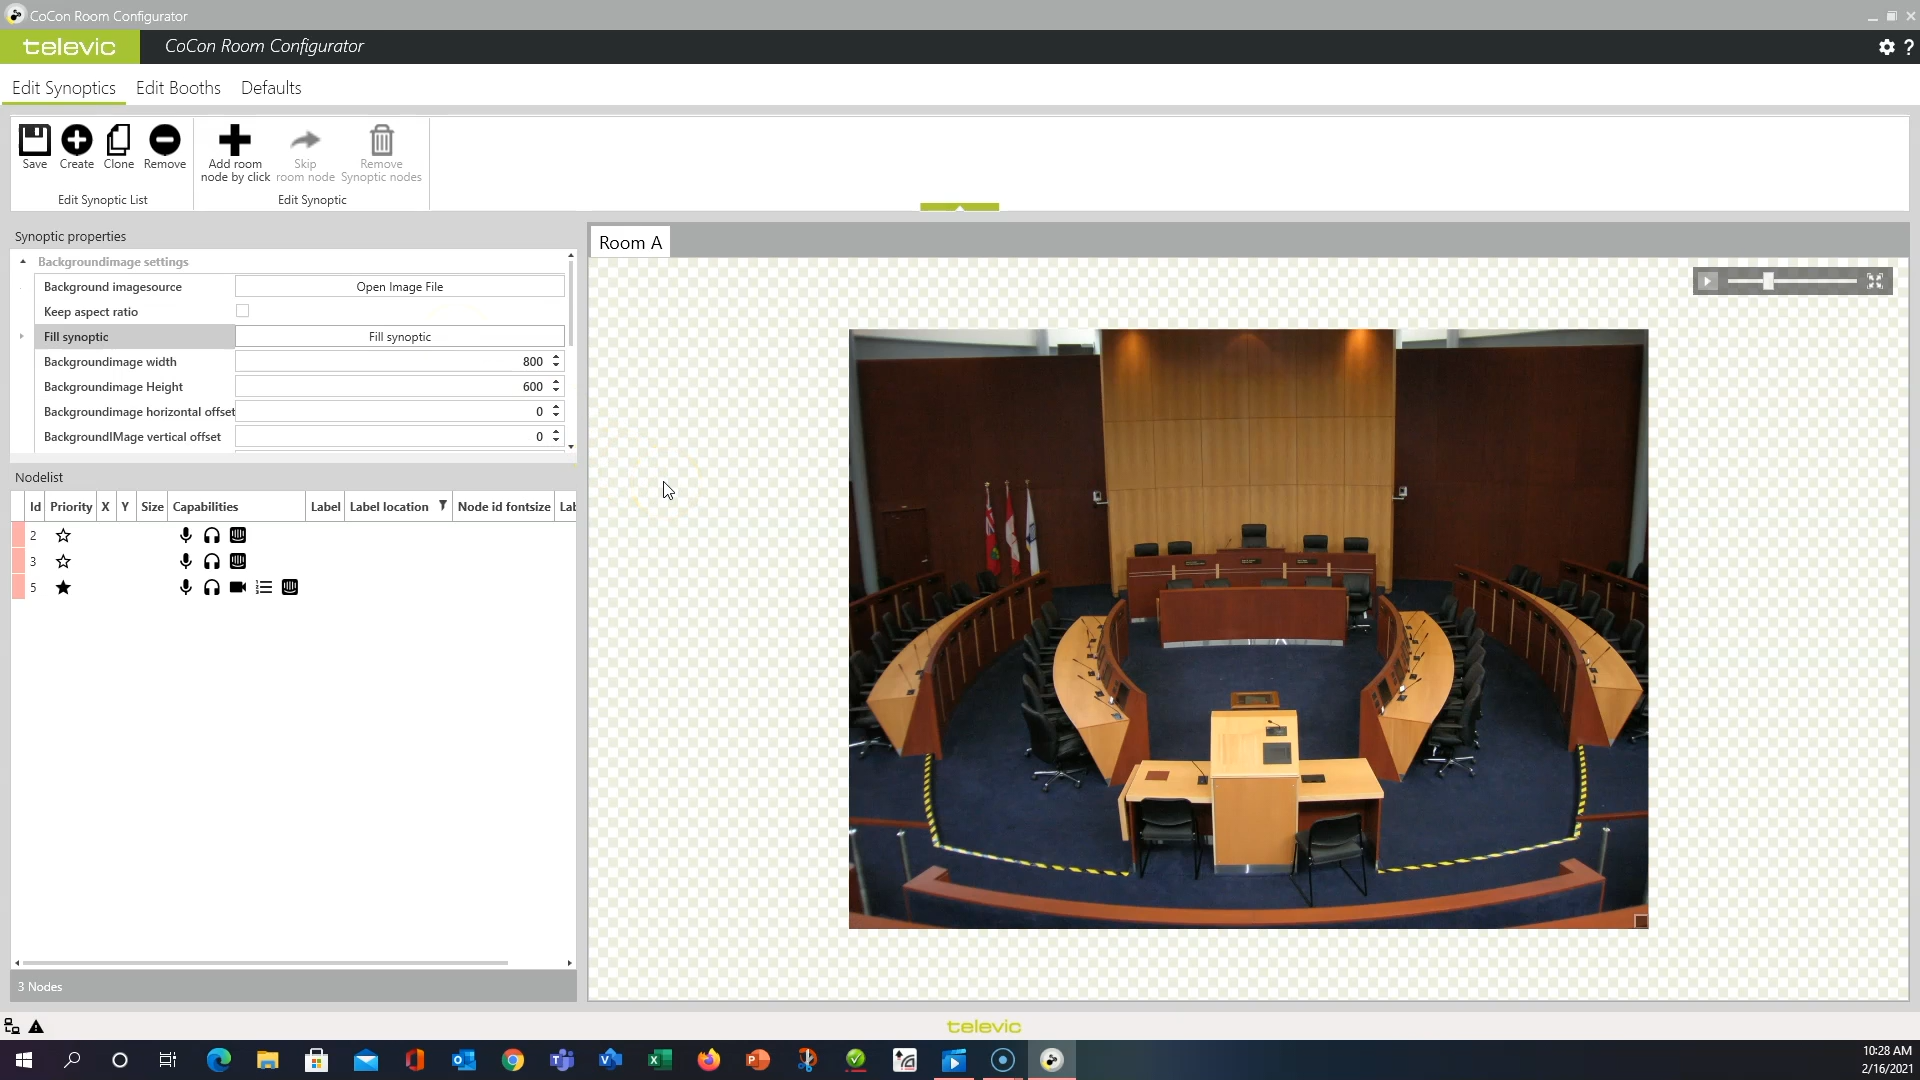 CoCon Room Configurator
televic CoCon Room Configurator ?
Edit Synoptics Edit Booths Defaults
Save Create Clone Remove
Add room node by click
Skip room node
Remove Synoptic nodes
Edit Synoptic List Edit Synoptic
Synoptic properties
Room A
Backgroundimage settings
Background imagesource Open Image File
Keep aspect ratio
Fill synoptic Fill synoptic
Backgroundimage width 800
Backgroundimage Height 600
Backgroundimage horizontal offset 0
BackgroundIMage vertical offset 0
Nodelist
Id Priority X Y Size Capabilities Label Label location Node id fontsize Lab
2
3
5
3 Nodes
televic
10:28 AM
2/16/2021